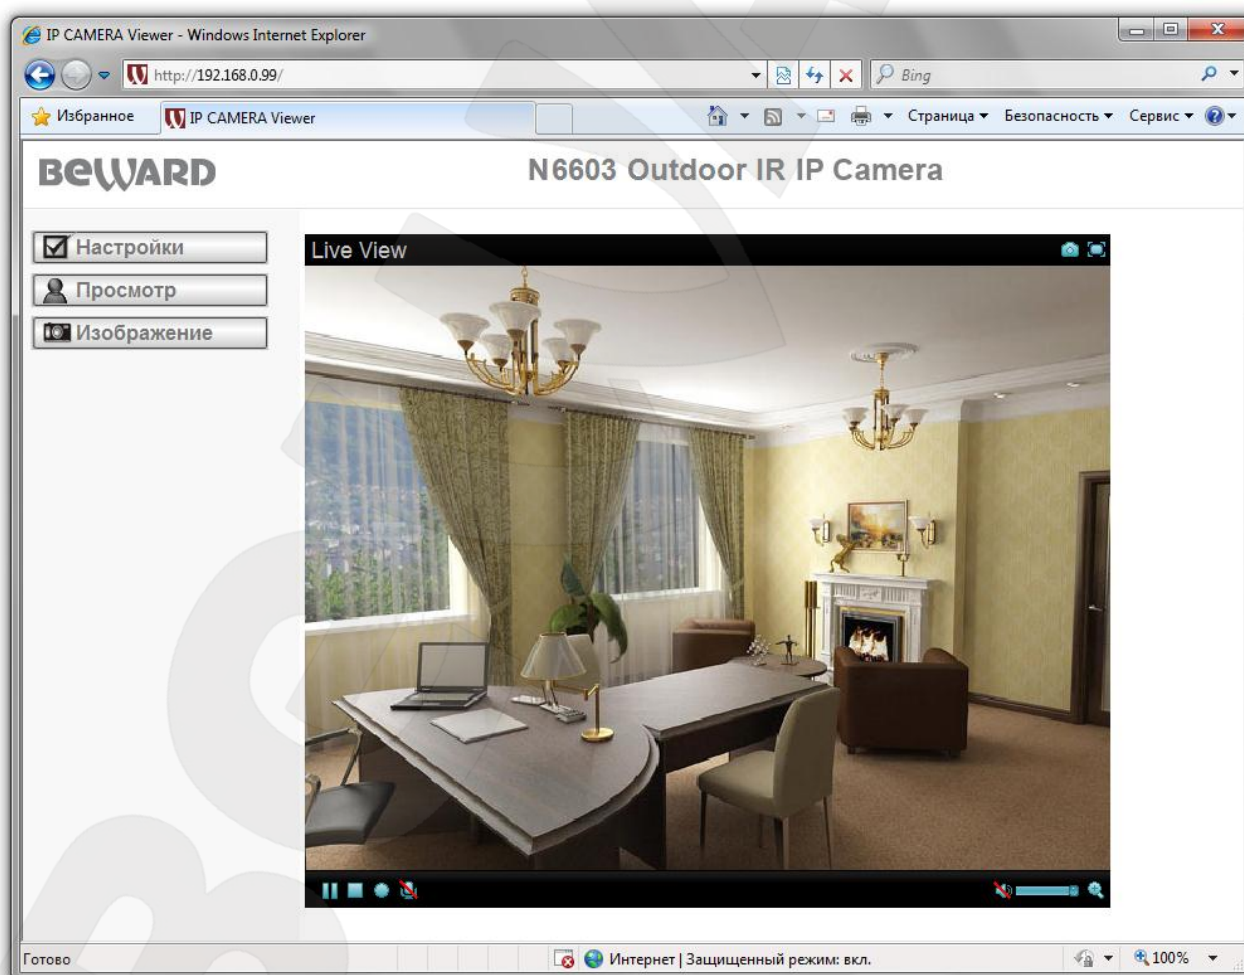 IP CAMERA Viewer - Windows Internet Explorer
http://192.168.0.99/
Bing
Избранное
IP CAMERA Viewer
Страница
Безопасность
Сервис
BEWARD
N6603 Outdoor IR IP Camera
Настройки
Просмотр
Изображение
Live View
Готово
Интернет | Защищенный режим: вкл.
100%